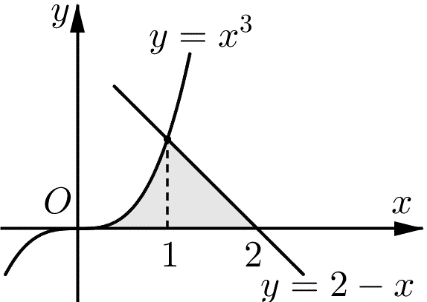 y
y = x³
O
x
1
2
y = 2 − x